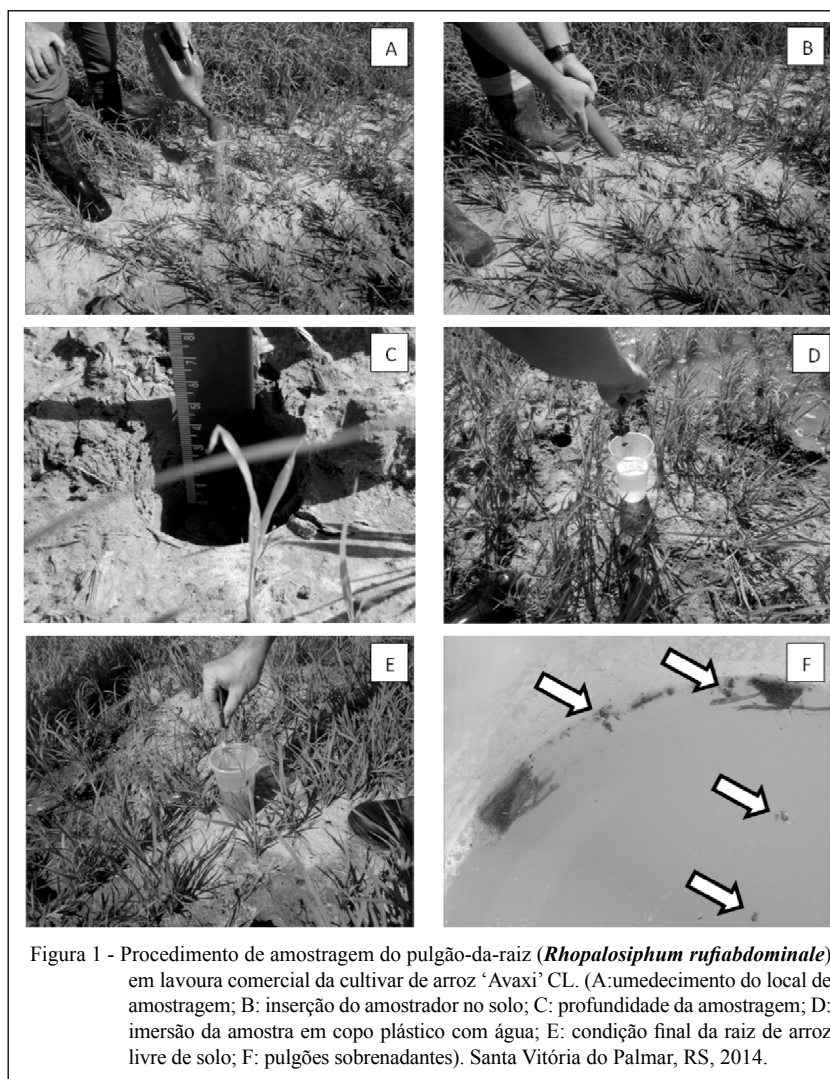 A
B
C
D
E
F
Figura 1 - Procedimento de amostragem do pulgão-da-raiz (Rhopalosiphum rufiabdominale)
em lavoura comercial da cultivar de arroz ‘Avaxi’ CL. (A:umedecimento do local de
amostragem; B: inserção do amostrador no solo; C: profundidade da amostragem; D:
imersão da amostra em copo plástico com água; E: condição final da raiz de arroz
livre de solo; F: pulgões sobrenadantes). Santa Vitória do Palmar, RS, 2014.